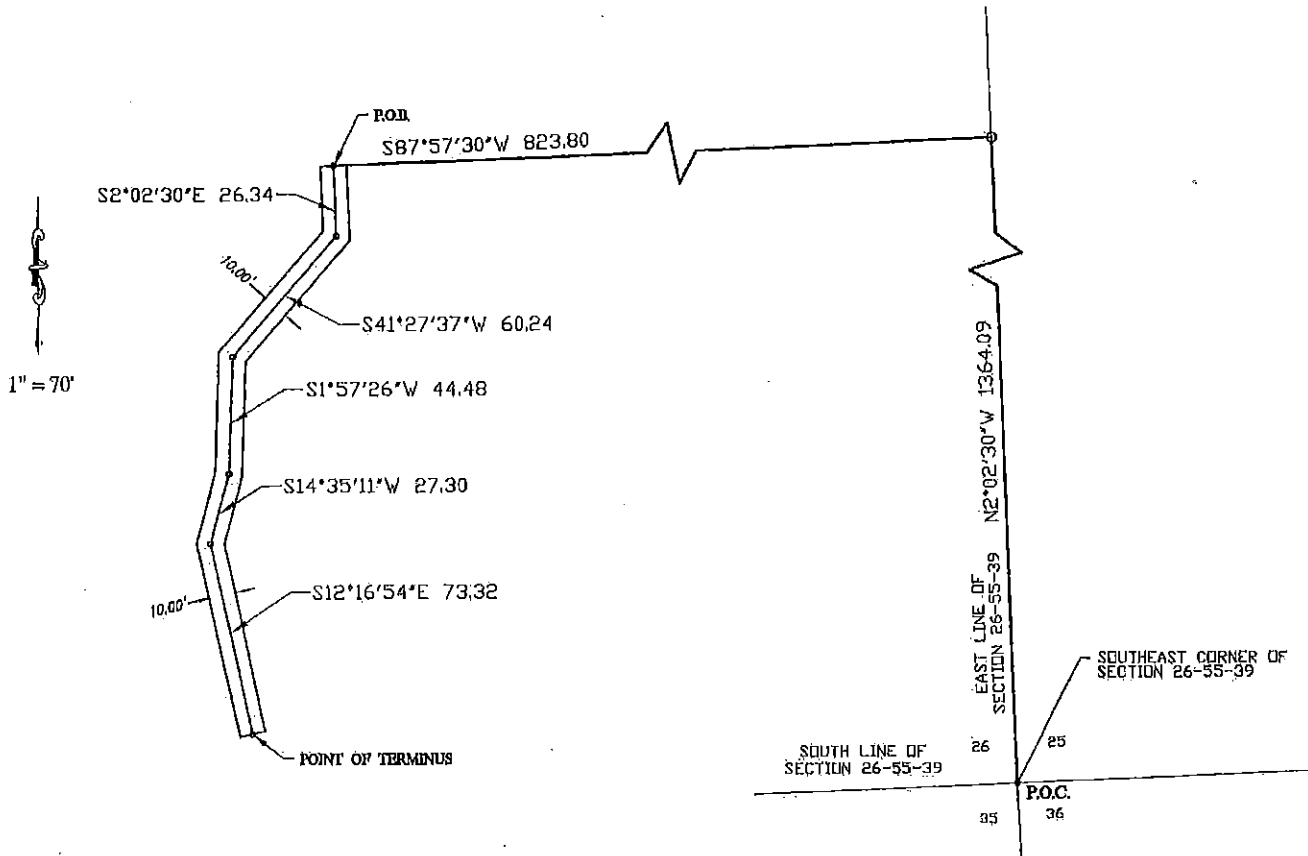 P.O.B.
S87°57'30"W 823.80
S2°02'30"E 26.34
10.00'
S41°27'37"W 60.24
1" = 70'
S1°57'26"W 44.48
S14°35'11"W 27.30
10.00'
S12°16'54"E 73.32
POINT OF TERMINUS
EAST LINE OF
SECTION 26-55-39
N2°02'30"W 1364.09
SOUTHEAST CORNER OF
SECTION 26-55-39
SOUTH LINE OF
SECTION 26-55-39
26
25
P.O.C.
35
36